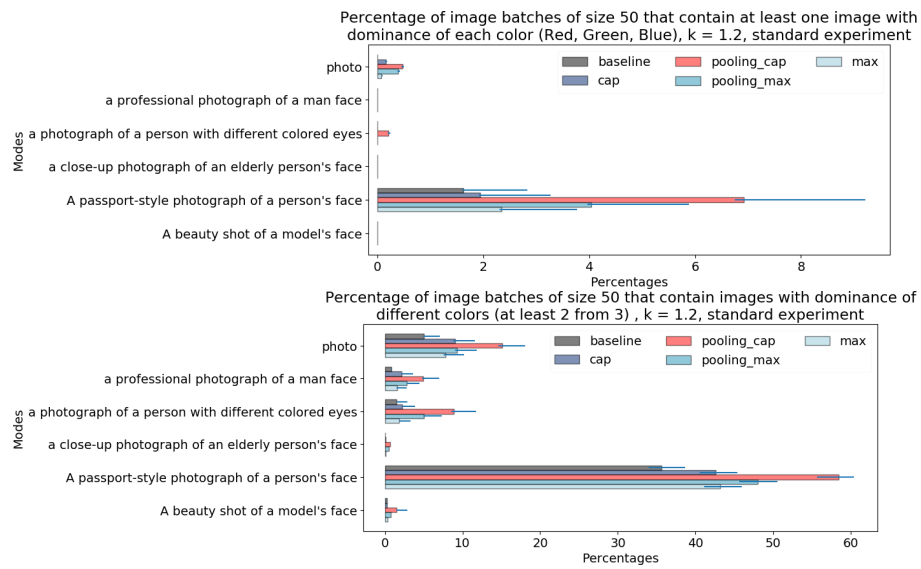 Percentage of image batches of size 50 that contain at least one image with
dominance of each color (Red, Green, Blue), k = 1.2, standard experiment
baseline
cap
pooling_cap
pooling_max
max
Modes
photo
a professional photograph of a man face
a photograph of a person with different colored eyes
a close-up photograph of an elderly person's face
A passport-style photograph of a person's face
A beauty shot of a model's face
0 2 4 6 8
Percentages
Percentage of image batches of size 50 that contain images with dominance of
different colors (at least 2 from 3) , k = 1.2, standard experiment
baseline
cap
pooling_cap
pooling_max
max
Modes
photo
a professional photograph of a man face
a photograph of a person with different colored eyes
a close-up photograph of an elderly person's face
A passport-style photograph of a person's face
A beauty shot of a model's face
0 10 20 30 40 50 60
Percentages